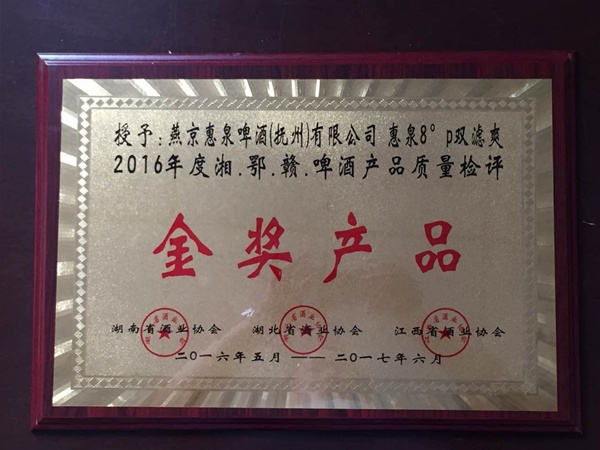 授予:燕京惠泉啤酒(抚州)有限公司 惠泉8°p双滤爽
2016年度湘.鄂.赣.啤酒产品质量检评
金奖产品
湖南省酒业协会 湖北省酒业协会 江西省酒业协会
二〇一六年五月——二〇一七年六月